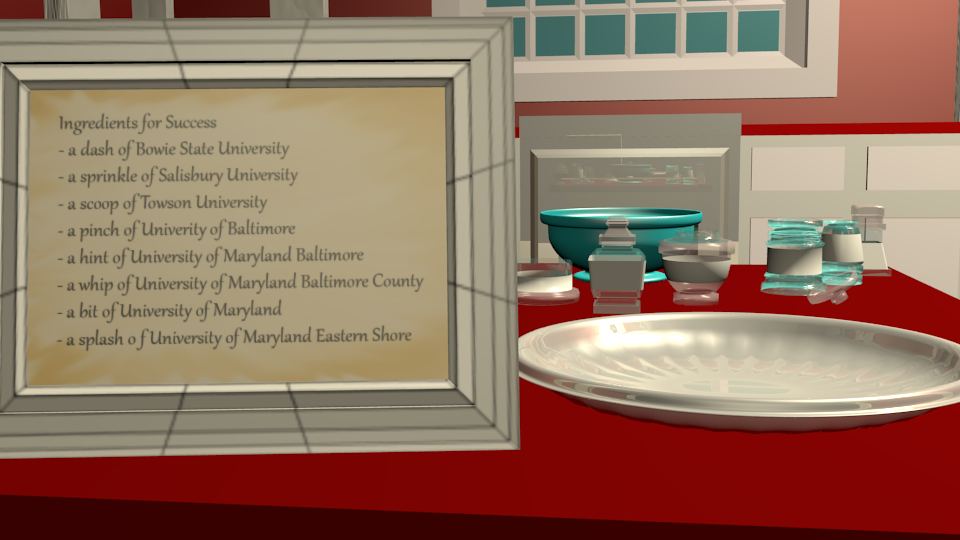 Ingredients for Success
- a dash of Bowie State University
- a sprinkle of Salisbury University
- a scoop of Towson University
- a pinch of Univerity of Baltimore
- a hint of University of Maryland Baltimore
- a whip of University of Maryland Baltimore County
- a bit of University of Maryland
- a splash o f University of Maryland Eastern Shore